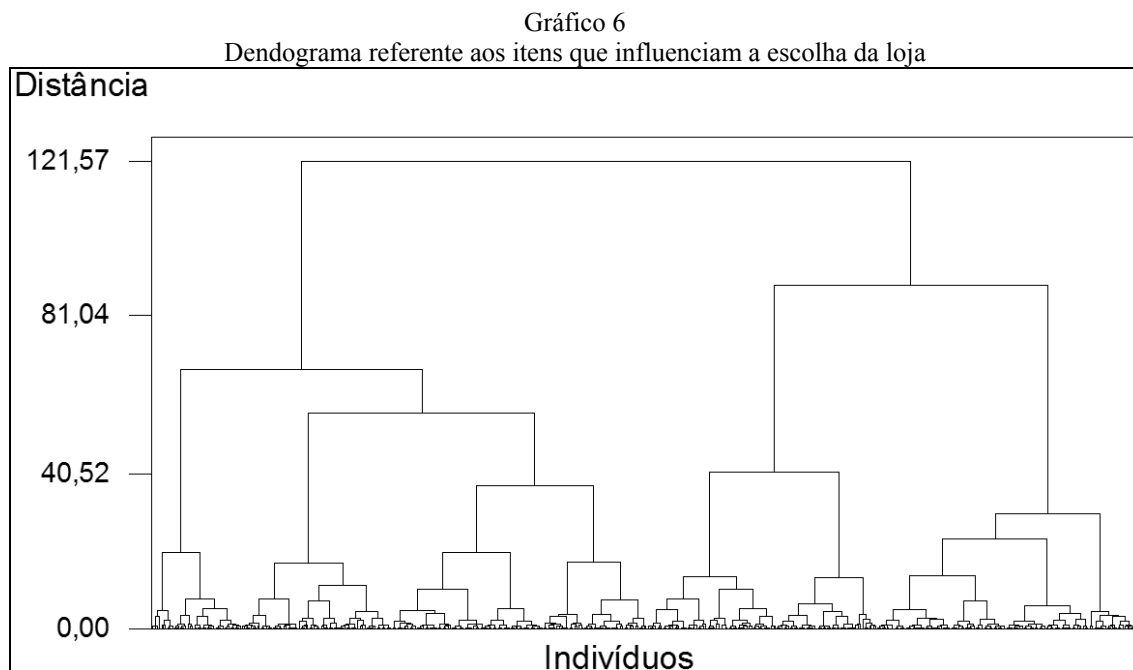 Gráfico 6
Dendograma referente aos itens que influenciam a escolha da loja
Distância
121,57
81,04
40,52
0,00
Indivíduos